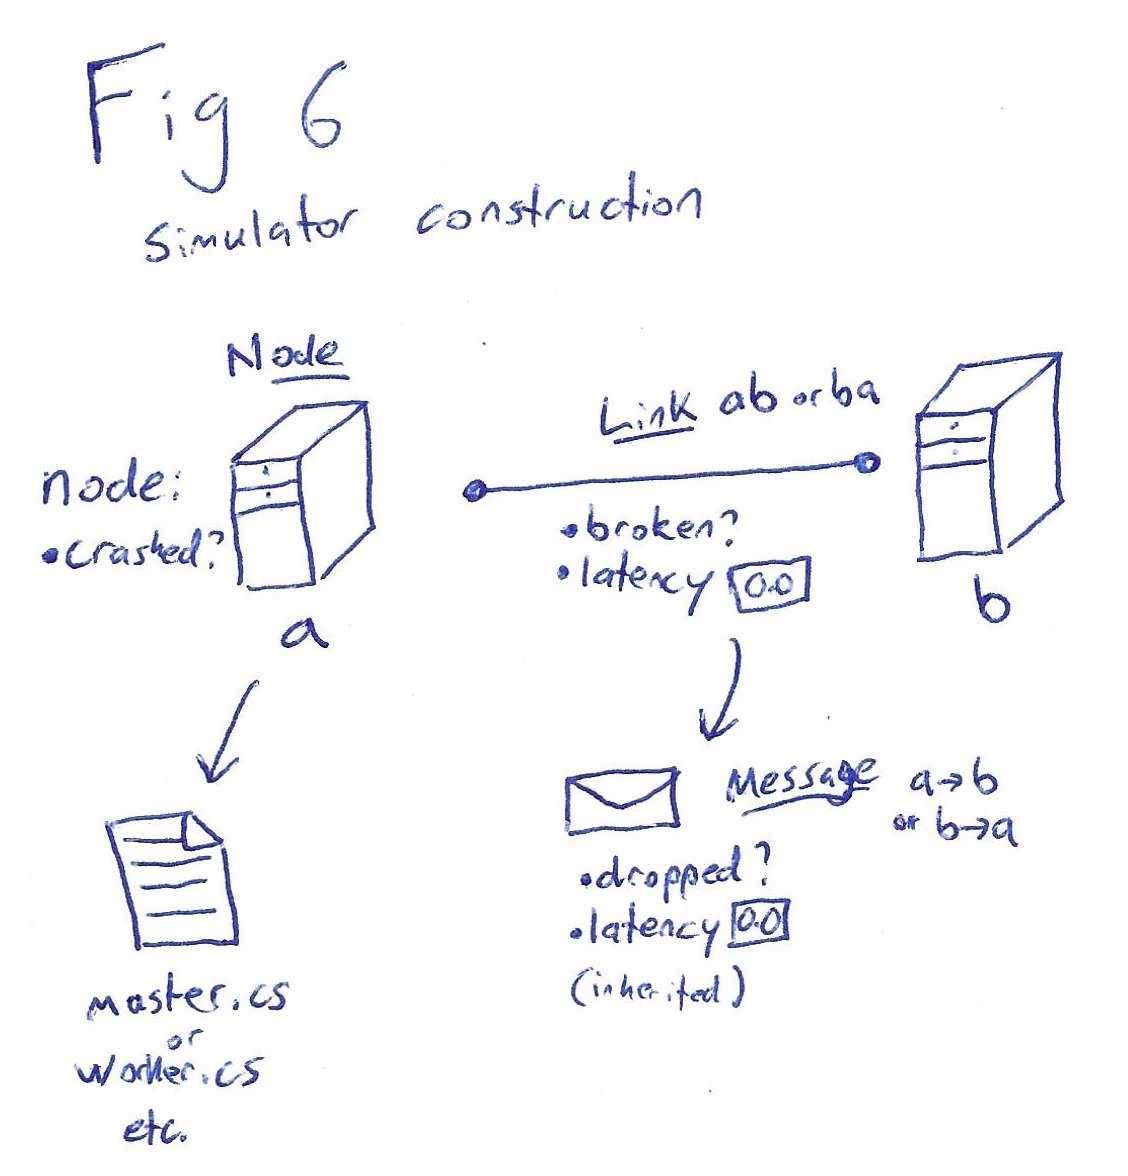 Fig 6
Simulator construction
Node
node:
•crashed?
a
Link ab or ba
•broken?
•latency 0.0
b
Message a→b
or b→a
•dropped?
•latency 0.0
(inherited)
master.cs
or
worker.cs
etc.